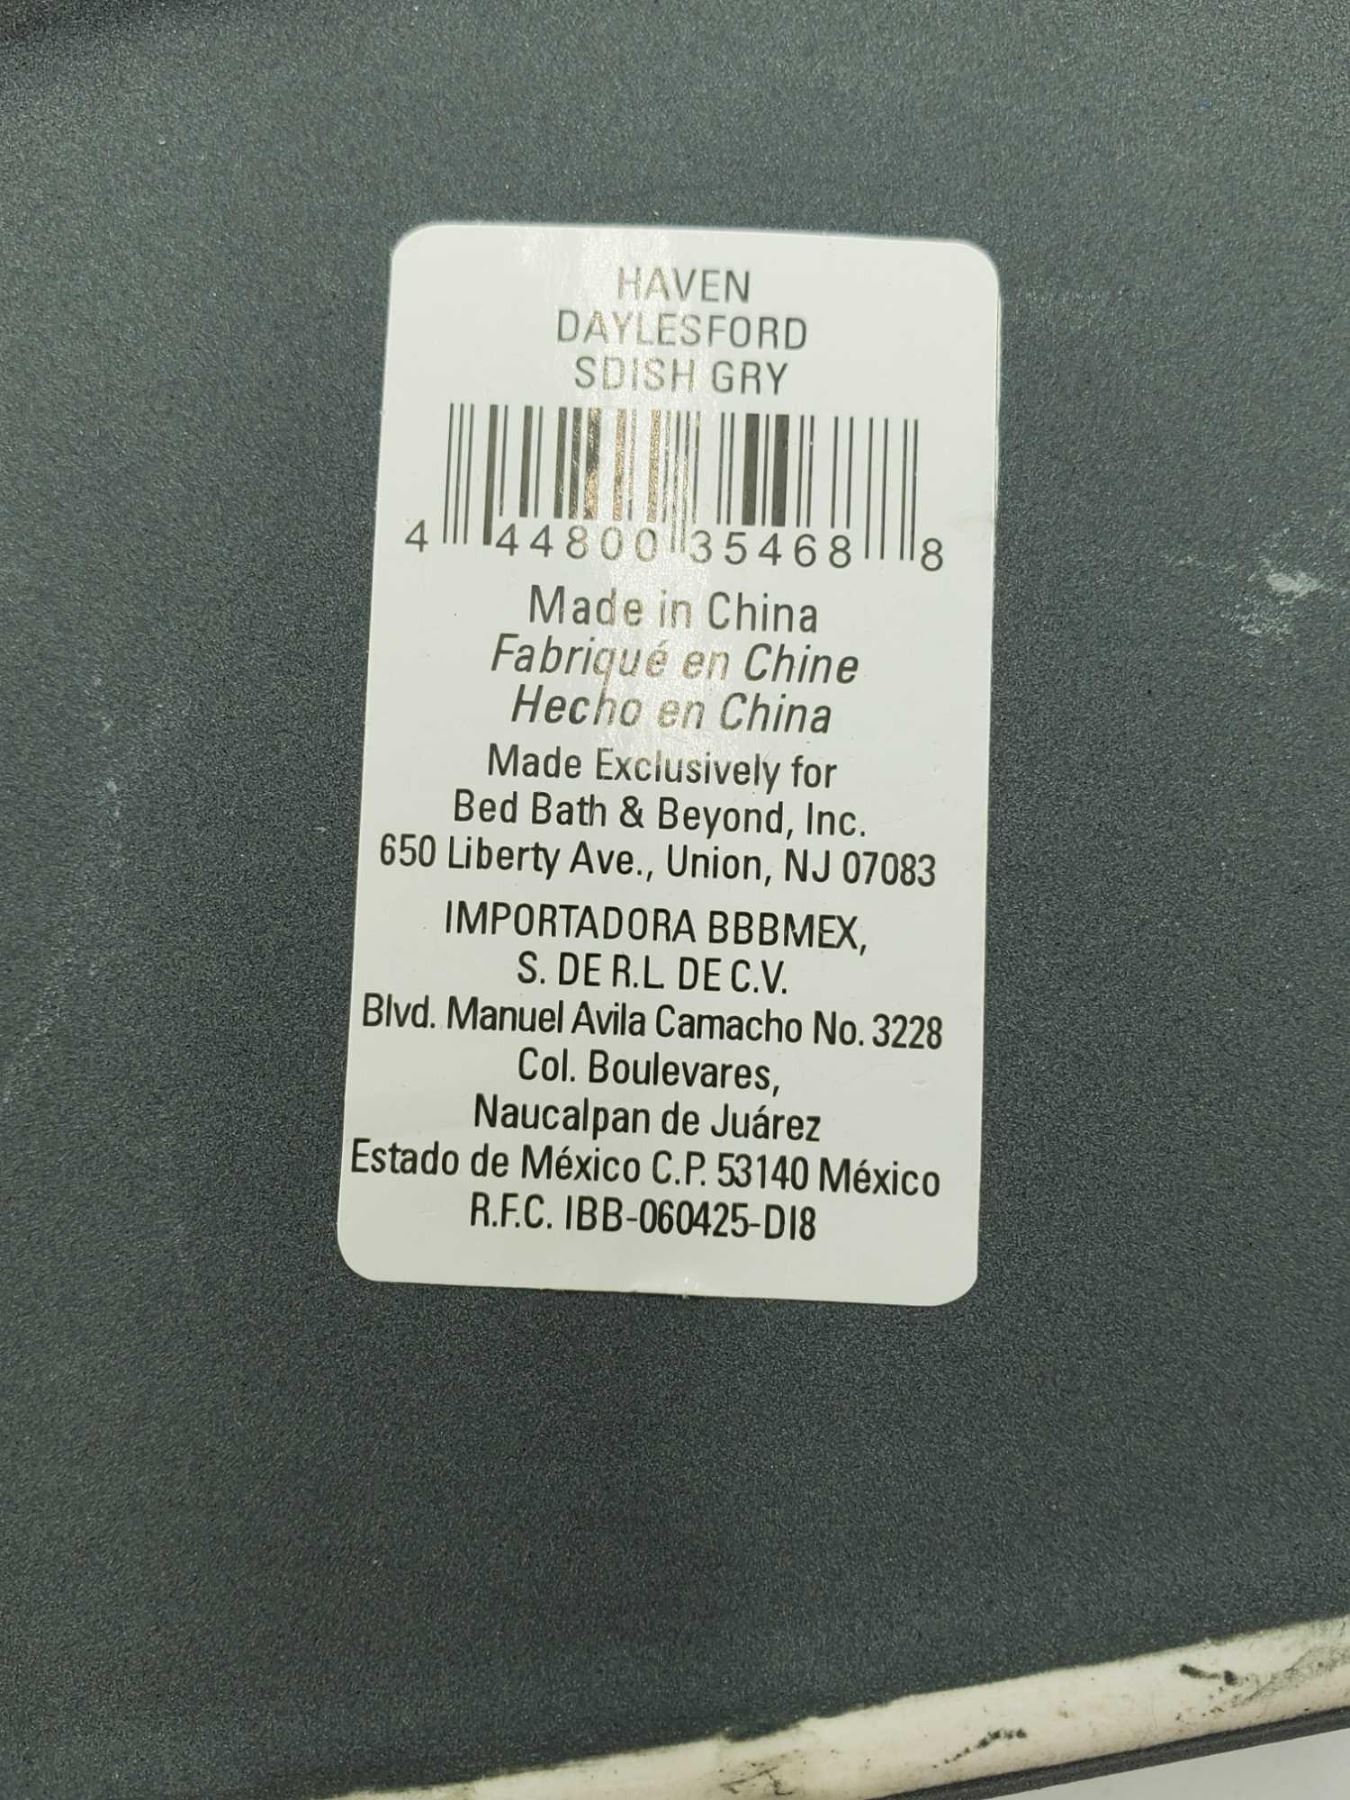 HAVEN
DAYLESFORD
SDISH GRY
4 44800 35468 8
Made in China
Fabriqué en Chine
Hecho en China
Made Exclusively for
Bed Bath & Beyond, Inc.
650 Liberty Ave., Union, NJ 07083
IMPORTADORA BBBMEX,
S. DE R.L. DE C.V.
Blvd. Manuel Avila Camacho No. 3228
Col. Boulevares,
Naucalpan de Juárez
Estado de México C.P. 53140 México
R.F.C. IBB-060425-DI8